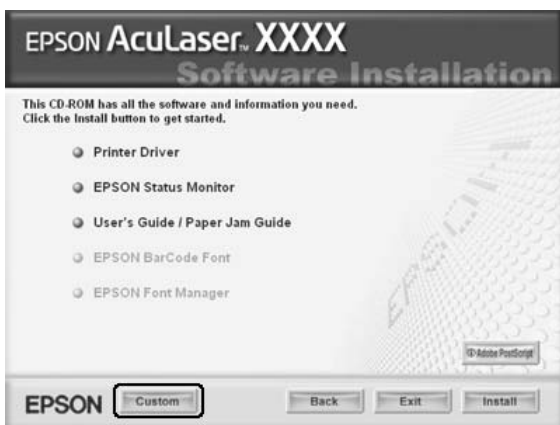 EPSON AcuLaser™ XXXX
Software Installation
This CD-ROM has all the software and information you need.
Click the Install button to get started.
Printer Driver
EPSON Status Monitor
User's Guide / Paper Jam Guide
EPSON BarCode Font
EPSON Font Manager
EPSON
Adobe PostScript
EPSON
Custom
Back
Exit
Install